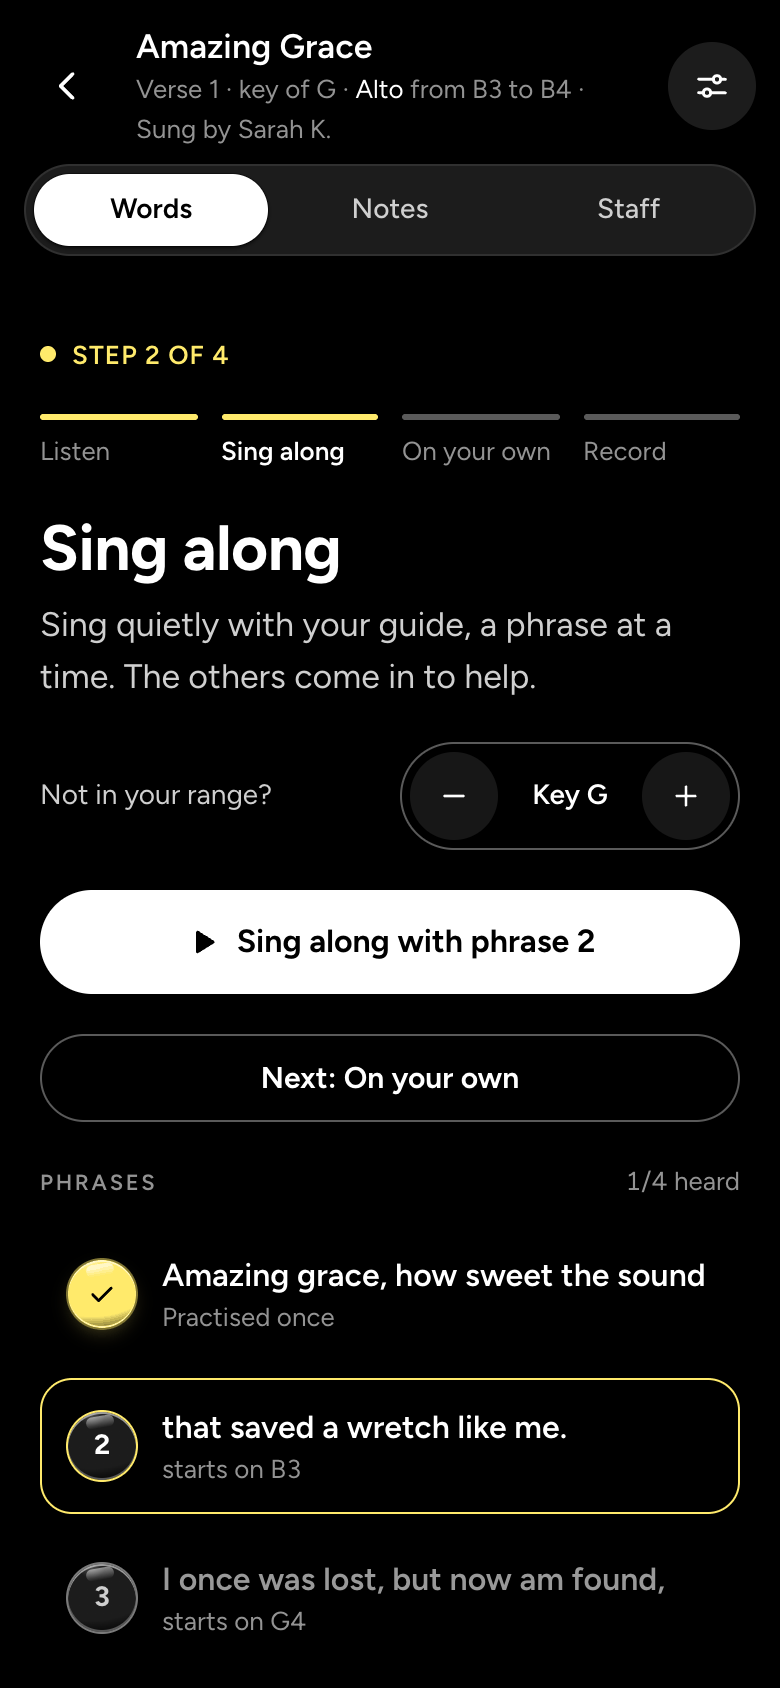 Amazing Grace
Verse 1 · key of G · Alto from B3 to B4 ·
Sung by Sarah K.
Words Notes Staff
STEP 2 OF 4
Listen Sing along On your own Record
Sing along
Sing quietly with your guide, a phrase at a
time. The others come in to help.
Not in your range? − Key G +
Sing along with phrase 2
Next: On your own
PHRASES 1/4 heard
Amazing grace, how sweet the sound
Practised once
2 that saved a wretch like me.
starts on B3
3 I once was lost, but now am found,
starts on G4